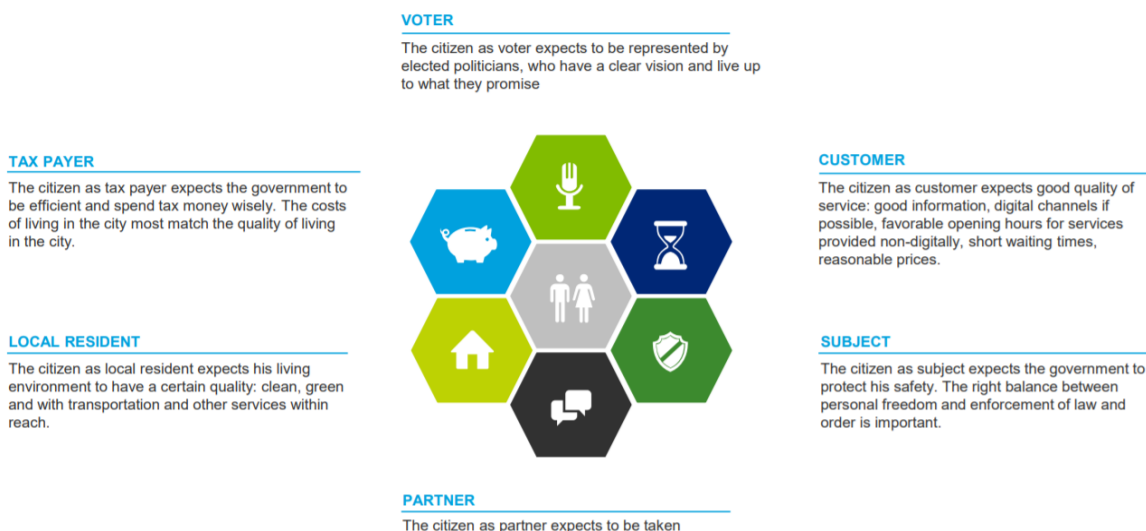 VOTER
The citizen as voter expects to be represented by
elected politicians, who have a clear vision and live up
to what they promise
TAX PAYER
The citizen as tax payer expects the government to
be efficient and spend tax money wisely. The costs
of living in the city most match the quality of living
in the city.
CUSTOMER
The citizen as customer expects good quality of
service: good information, digital channels if
possible, favorable opening hours for services
provided non-digitally, short waiting times,
reasonable prices.
LOCAL RESIDENT
The citizen as local resident expects his living
environment to have a certain quality: clean, green
and with transportation and other services within
reach.
SUBJECT
The citizen as subject expects the government to
protect his safety. The right balance between
personal freedom and enforcement of law and
order is important.
PARTNER
The citizen as partner expects to be taken